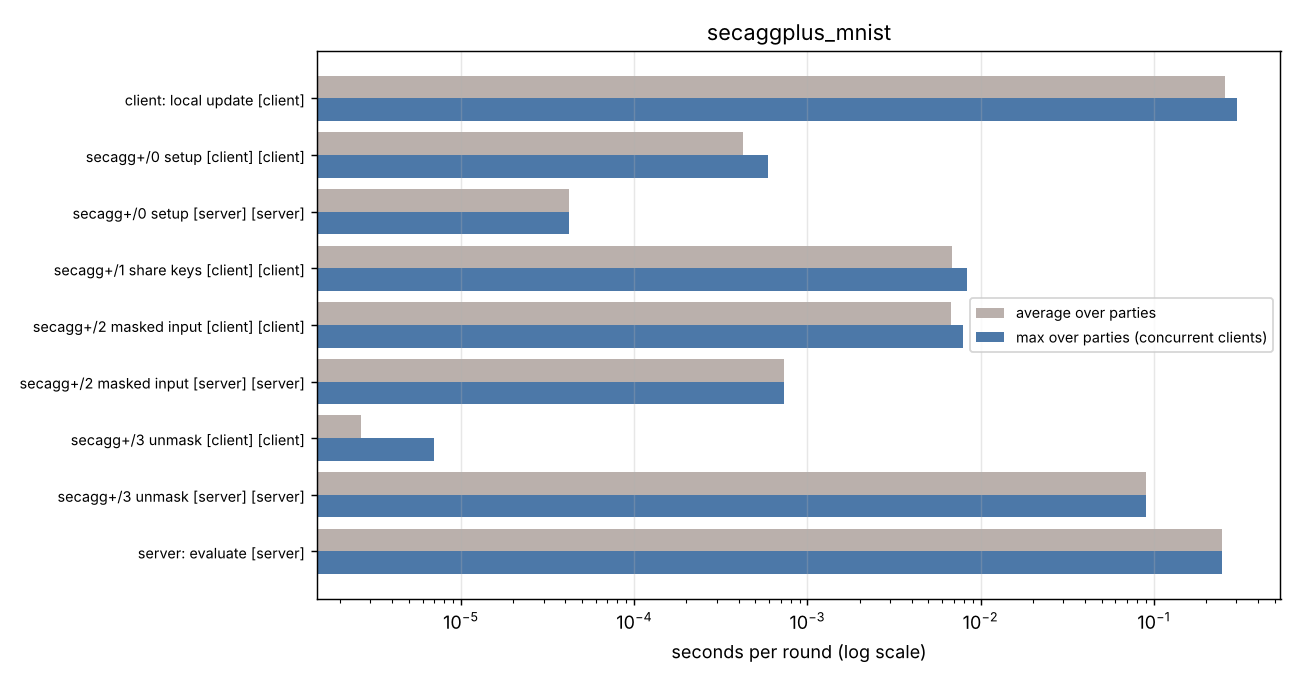 secaggplus_mnist
client: local update [client]
secagg+/0 setup [client] [client]
secagg+/0 setup [server] [server]
secagg+/1 share keys [client] [client]
secagg+/2 masked input [client] [client]
secagg+/2 masked input [server] [server]
secagg+/3 unmask [client] [client]
secagg+/3 unmask [server] [server]
server: evaluate [server]
average over parties
max over parties (concurrent clients)
10⁻⁵ 10⁻⁴ 10⁻³ 10⁻² 10⁻¹
seconds per round (log scale)